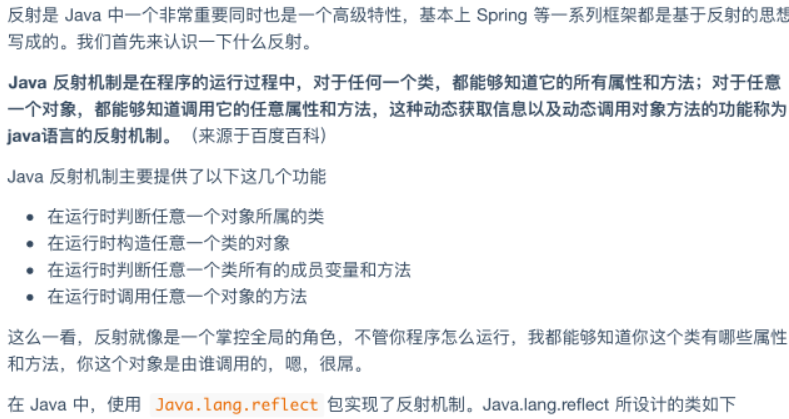 反射是 Java 中一个非常重要同时也是一个高级特性，基本上 Spring 等一系列框架都是基于反射的思想
写成的。我们首先来认识一下什么反射。
Java 反射机制是在程序的运行过程中，对于任何一个类，都能够知道它的所有属性和方法；对于任意
一个对象，都能够知道调用它的任意属性和方法，这种动态获取信息以及动态调用对象方法的功能称为
java语言的反射机制。（来源于百度百科）
Java 反射机制主要提供了以下这几个功能
• 在运行时判断任意一个对象所属的类
• 在运行时构造任意一个类的对象
• 在运行时判断任意一个类所有的成员变量和方法
• 在运行时调用任意一个对象的方法
这么一看，反射就像是一个掌控全局的角色，不管你程序怎么运行，我都能够知道你这个类有哪些属性
和方法，你这个对象是由谁调用的，嗯，很屌。
在 Java 中，使用 Java.lang.reflect 包实现了反射机制。Java.lang.reflect 所设计的类如下